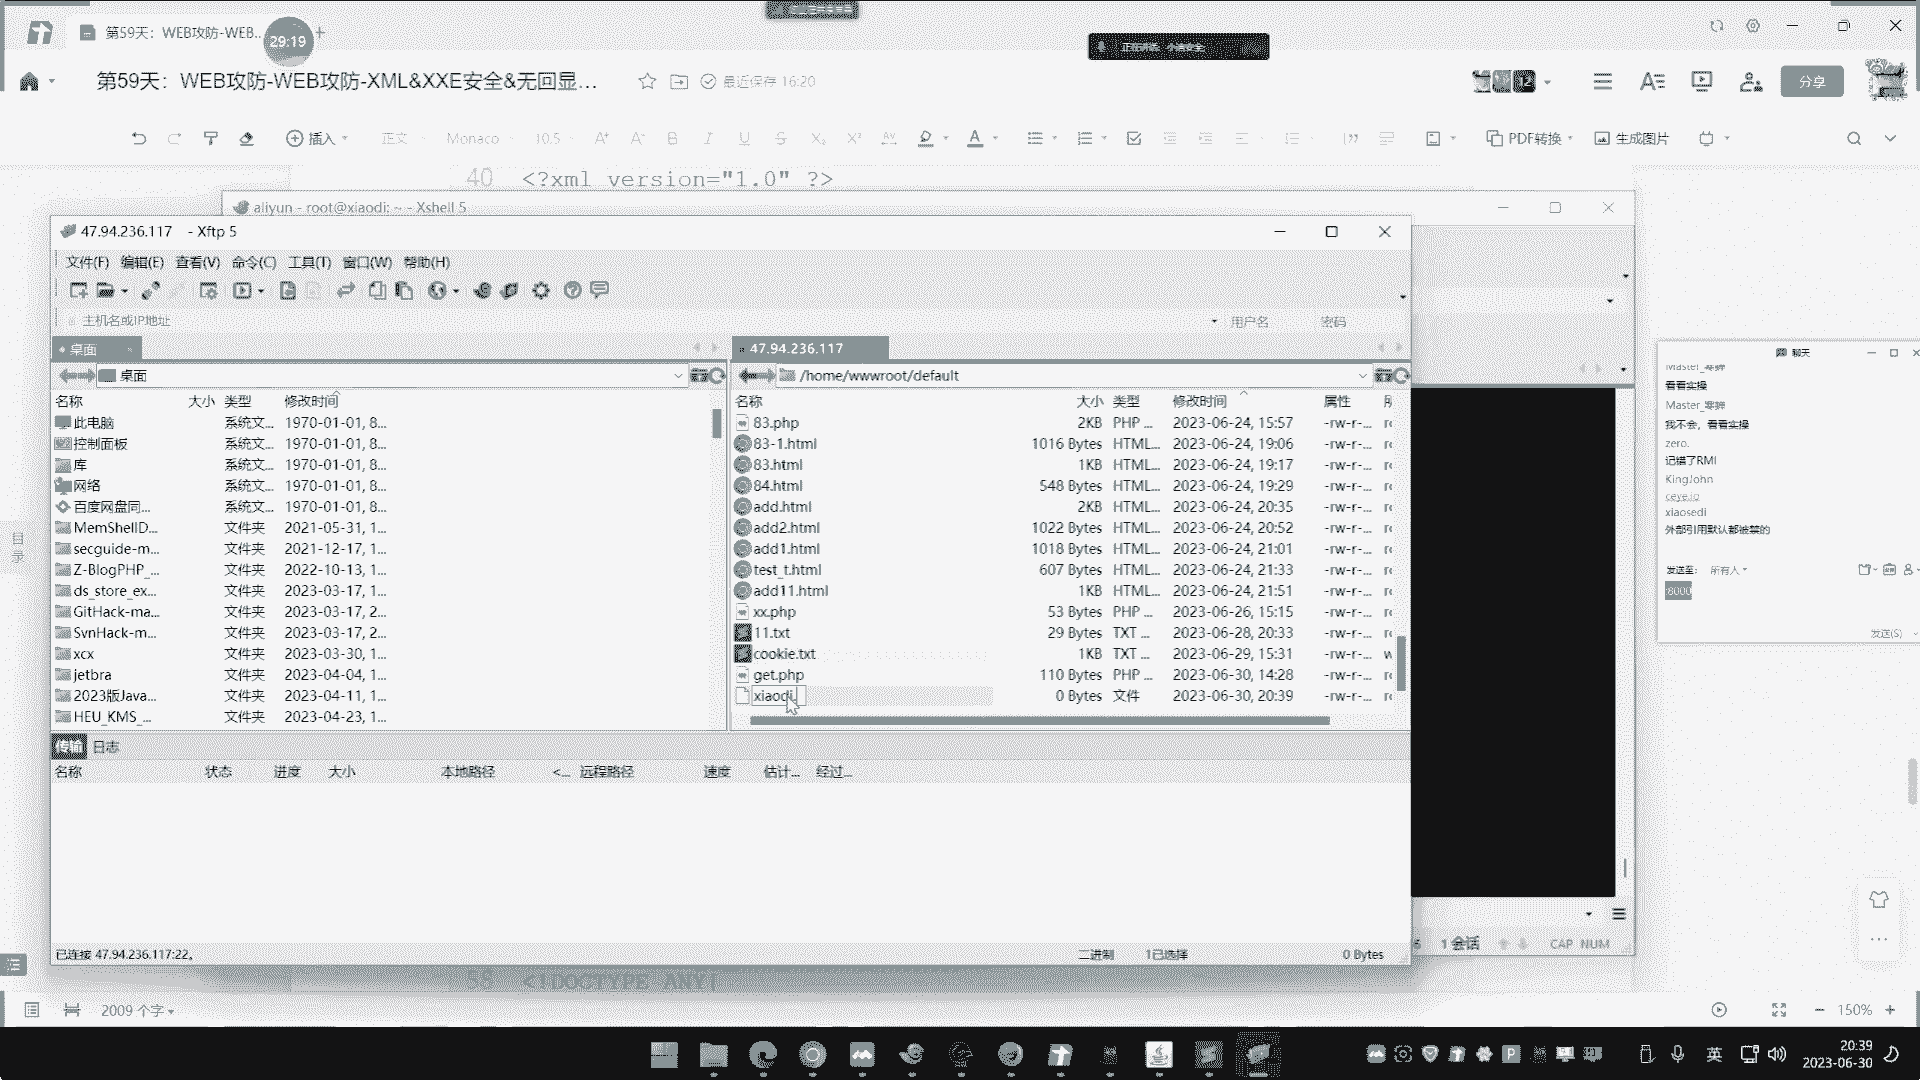 第59天：WEB攻防-WEB..
29:19
第59天：WEB攻防-WEB攻防-XML&XXE安全&无回显...
最近保存 16:20
分享
插入
正文
Monaco
10.5
PDF转换
生成图片
40 <?xml version="1.0" ?>
aliyun - root@xiaodi: ~ - Xshell 5
47.94.236.117 - Xftp 5
文件(F) 编辑(E) 查看(V) 命令(C) 工具(T) 窗口(W) 帮助(H)
主机名或IP地址
用户名
密码
桌面
47.94.236.117
桌面
/home/wwwroot/default
名称 大小 类型 修改时间
此电脑 系统文... 1970-01-01, 8...
控制面板 系统文... 1970-01-01, 8...
库 系统文... 1970-01-01, 8...
网络 系统文... 1970-01-01, 8...
百度网盘同... 系统文... 1970-01-01, 8...
MemShellD... 文件夹 2021-05-31, 1...
secguide-m... 文件夹 2021-12-17, 1...
Z-BlogPHP_... 文件夹 2022-10-13, 1...
ds_store_ex... 文件夹 2023-03-17, 1...
GitHack-ma... 文件夹 2023-03-17, 2...
SvnHack-m... 文件夹 2023-03-17, 2...
xcx 文件夹 2023-03-30, 1...
jetbra 文件夹 2023-04-04, 1...
2023版Java... 文件夹 2023-04-11, 1...
HEU_KMS_... 文件夹 2023-04-23, 1...
名称 大小 类型 修改时间 属性
83.php 2KB PHP ... 2023-06-24, 15:57 -rw-r-...
83-1.html 1016 Bytes HTML... 2023-06-24, 19:06 -rw-r-...
83.html 1KB HTML... 2023-06-24, 19:17 -rw-r-...
84.html 548 Bytes HTML... 2023-06-24, 19:29 -rw-r-...
add.html 2KB HTML... 2023-06-24, 20:35 -rw-r-...
add2.html 1022 Bytes HTML... 2023-06-24, 20:52 -rw-r-...
add1.html 1018 Bytes HTML... 2023-06-24, 21:01 -rw-r-...
test_t.html 607 Bytes HTML... 2023-06-24, 21:33 -rw-r-...
add11.html 1KB HTML... 2023-06-24, 21:51 -rw-r-...
xx.php 53 Bytes PHP ... 2023-06-26, 15:15 -rw-r-...
11.txt 29 Bytes TXT ... 2023-06-28, 20:33 -rw-r-...
cookie.txt 1KB TXT ... 2023-06-29, 15:31 -rw-r-...
get.php 110 Bytes PHP ... 2023-06-30, 14:28 -rw-r-...
xiaodi. 0 Bytes 文件 2023-06-30, 20:39 -rw-r-...
传输 日志
名称 状态 进度 大小 本地路径 <... 远程路径 速度 估计... 经过...
已连接 47.94.236.117:22。
二进制
1已选择
0 Bytes
1 会话
CAP NUM
聊天
看看实操
我不会，看看实操
zero.
记错了RMI
KingJohn
ceye.io
xiaosedi
外部引用默认都被禁的
发送至: 所有人
:8000
发送(S)
目录
58 <!DOCTYPE ANY[
2009 个字
150%
英
20:39
2023-06-30